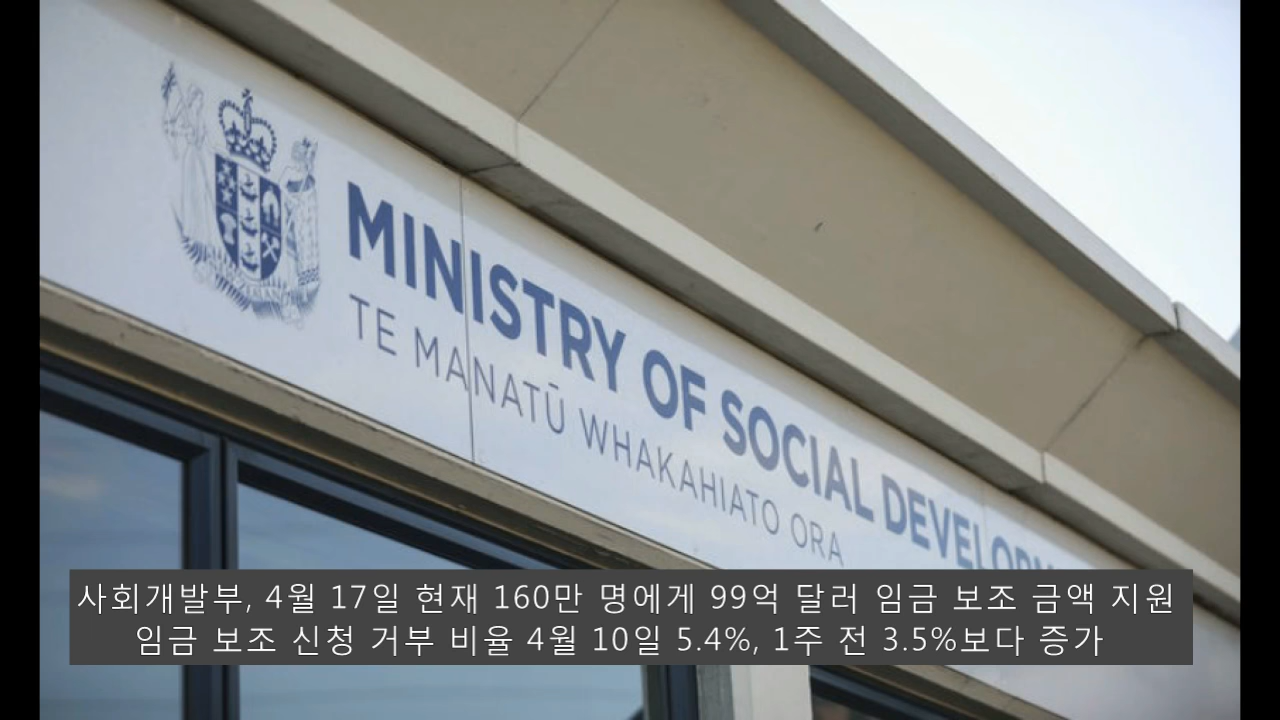 MINISTRY OF SOCIAL
TE MANATŪ WHAKAHIATO ORA
사회개발부, 4월 17일 현재 160만 명에게 99억 달러 임금 보조 금액 지원
임금 보조 신청 거부 비율 4월 10일 5.4%, 1주 전 3.5%보다 증가